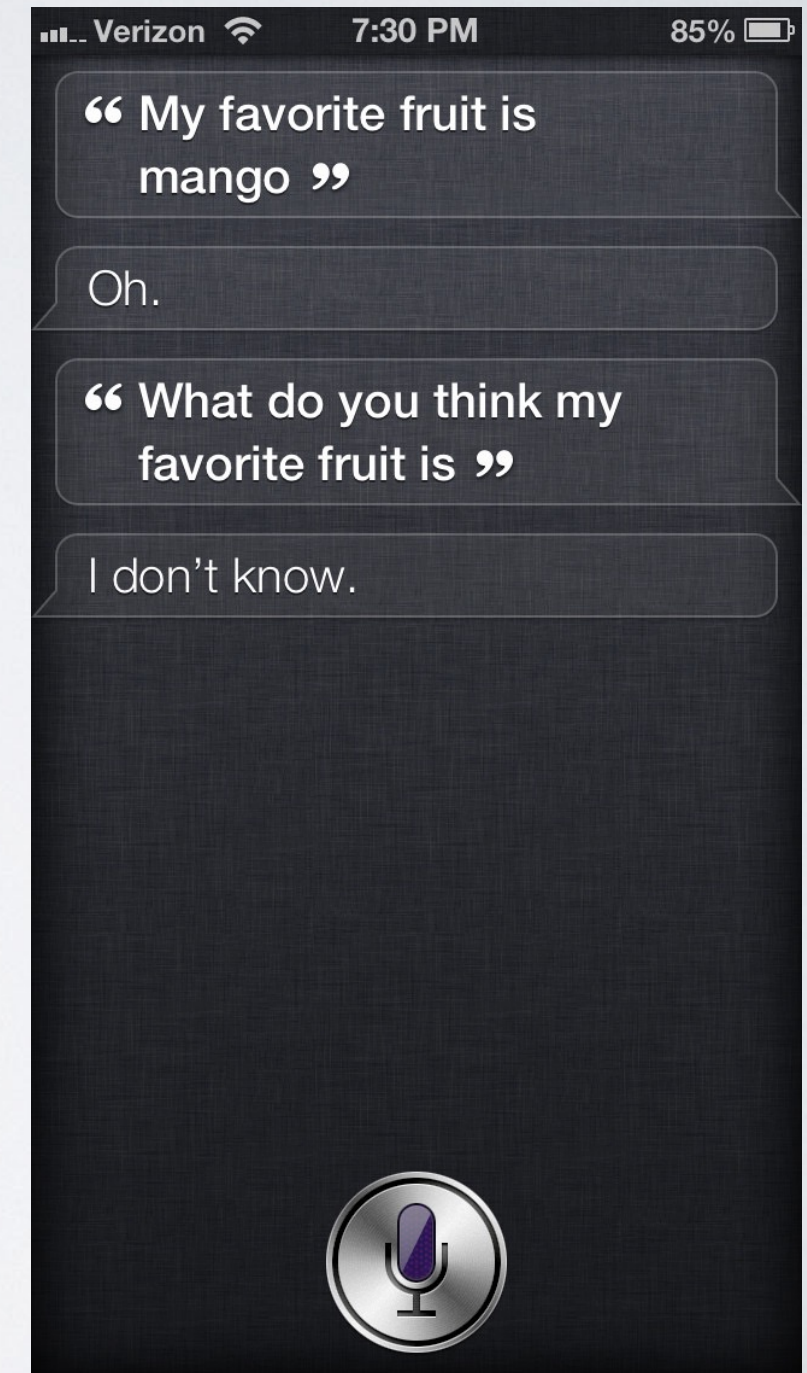 Verizon 7:30 PM 85%
“ My favorite fruit is
mango ”
Oh.
“ What do you think my
favorite fruit is ”
I don’t know.